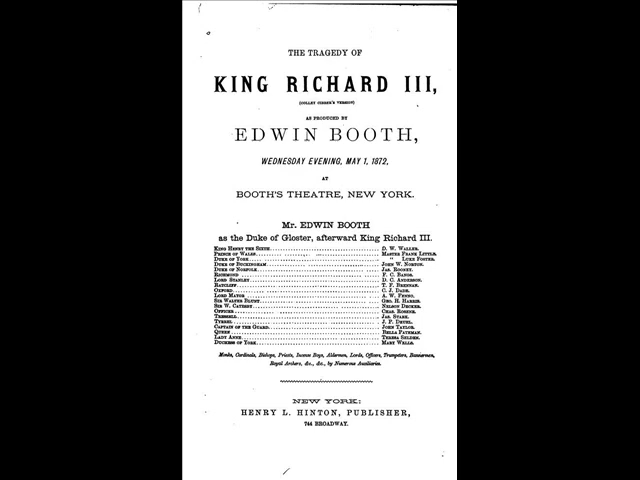 THE TRAGEDY OF
KING RICHARD III,
(COLLEY CIBBER'S VERSION)
AS PRODUCED BY
EDWIN BOOTH,
WEDNESDAY EVENING, MAY 1, 1872,
AT
BOOTH'S THEATRE, NEW YORK.
Mr. EDWIN BOOTH
as the Duke of Gloster, afterward King Richard III.
KING HENRY THE SIXTH D. W. WALLER.
PRINCE OF WALES MASTER FRANK LITTLE.
DUKE OF YORK " LUKE FOSTER.
DUKE OF BUCKINGHAM JOHN W. NORTON.
DUKE OF NORFOLK JAS. ROONEY.
RICHMOND F. C. BANGS.
LORD STANLEY D. C. ANDERSON.
RATCLIFF T. F. BRENNAN.
OXFORD C. J. DADE.
LORD MAYOR A. W. FENNO.
SIR WALTER BLUNT GEO. H. HARRIS.
SIR W. CATESBY NELSON DECKER.
OFFICER CHAS. ROSENE.
TRESSELL JAS. STARK.
TYRREL J. P. DEUEL.
CAPTAIN OF THE GUARD JOHN TAYLOR.
QUEEN BELLA PATEMAN.
LADY ANNE TERESA SELDEN.
DUCHESS OF YORK MARY WELLS.
Monks, Cardinals, Bishops, Priests, Incense Boys, Aldermen, Lords, Officers, Trumpeters, Bannermen,
Royal Archers, &c., &c., by Numerous Auxiliaries.
NEW YORK:
HENRY L. HINTON, PUBLISHER,
744 BROADWAY.